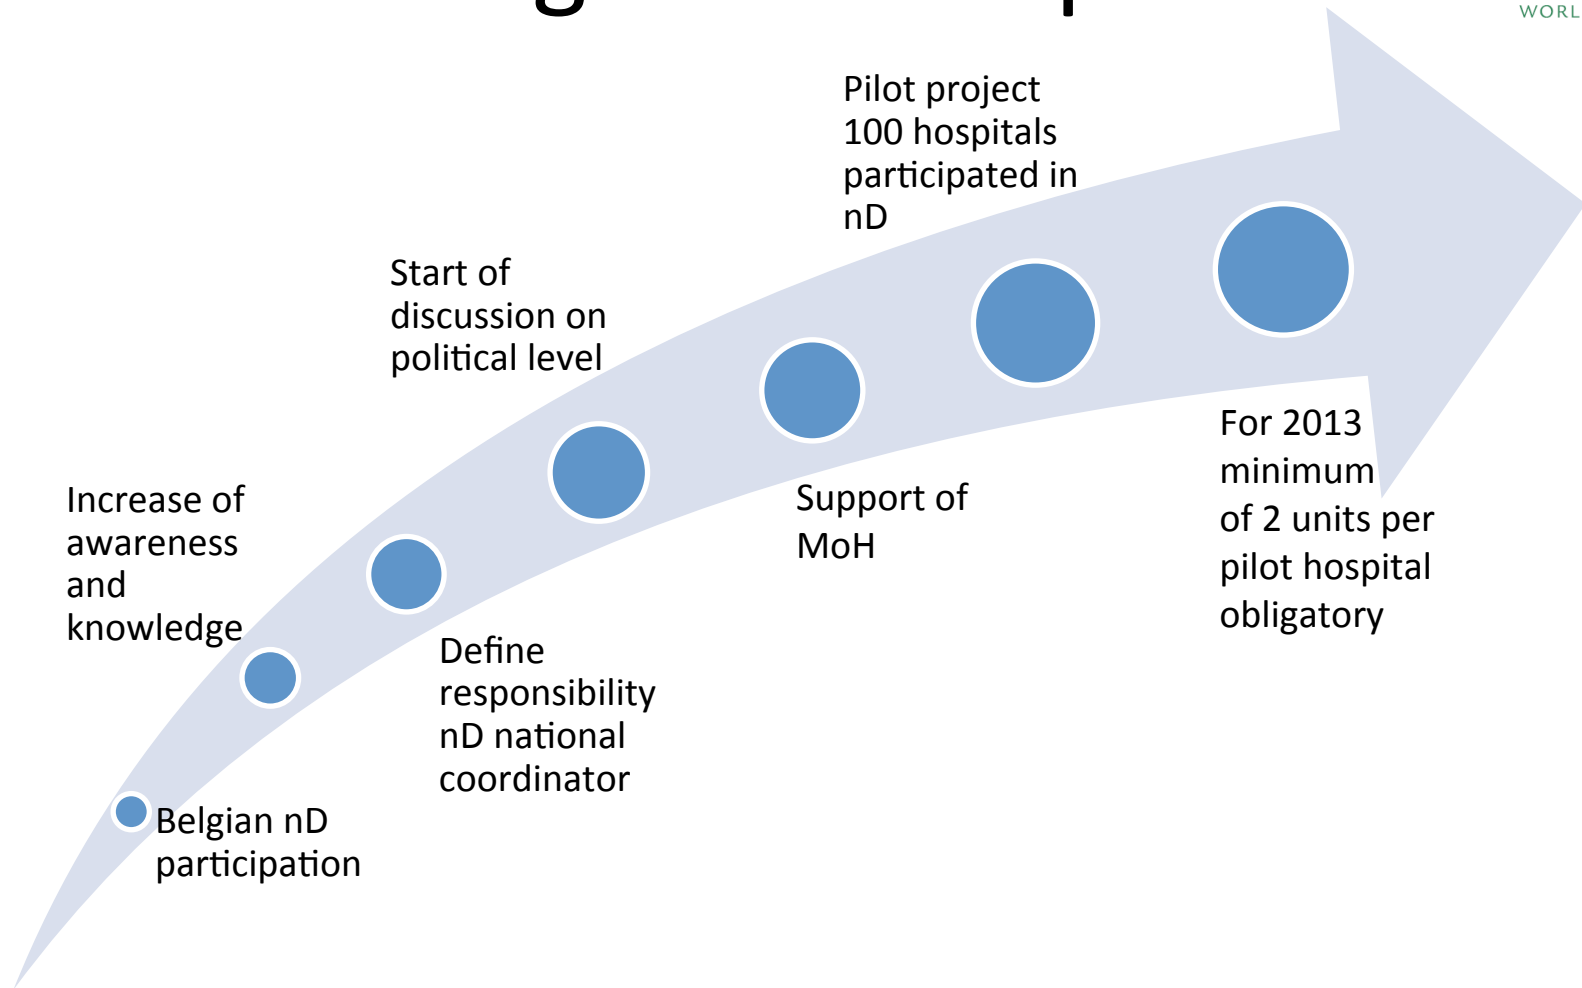 WORL
Pilot project
100 hospitals
participated in
nD
Start of
discussion on
political level
For 2013
minimum
of 2 units per
pilot hospital
obligatory
Support of
MoH
Increase of
awareness
and
knowledge
Define
responsibility
nD national
coordinator
Belgian nD
participation